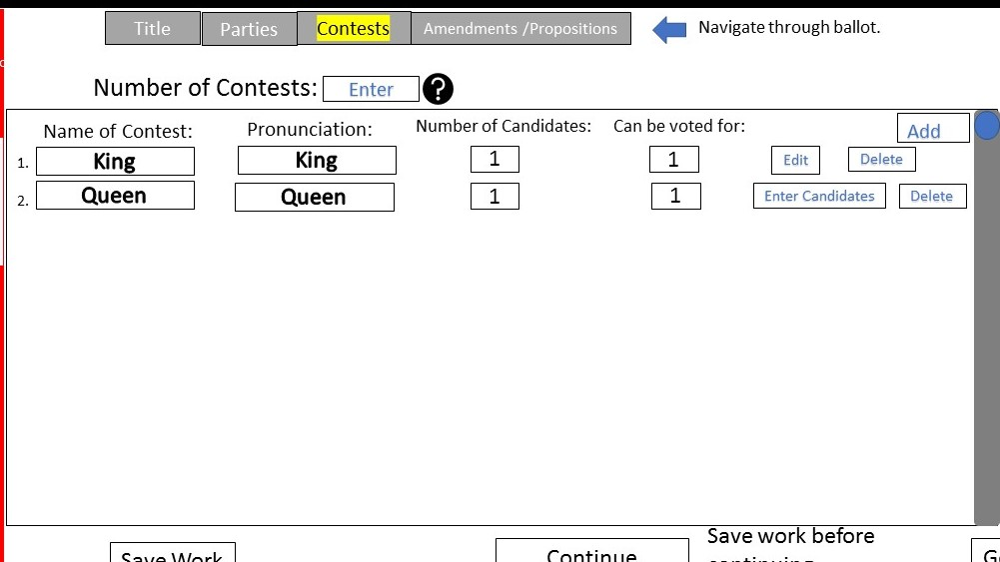 Title Parties Contests Amendments /Propositions Navigate through ballot.
Number of Contests: Enter ?
Name of Contest: Pronunciation: Number of Candidates: Can be voted for: Add
1. King King 1 1 Edit Delete
2. Queen Queen 1 1 Enter Candidates Delete
Save work before
Save Work Continue continuing